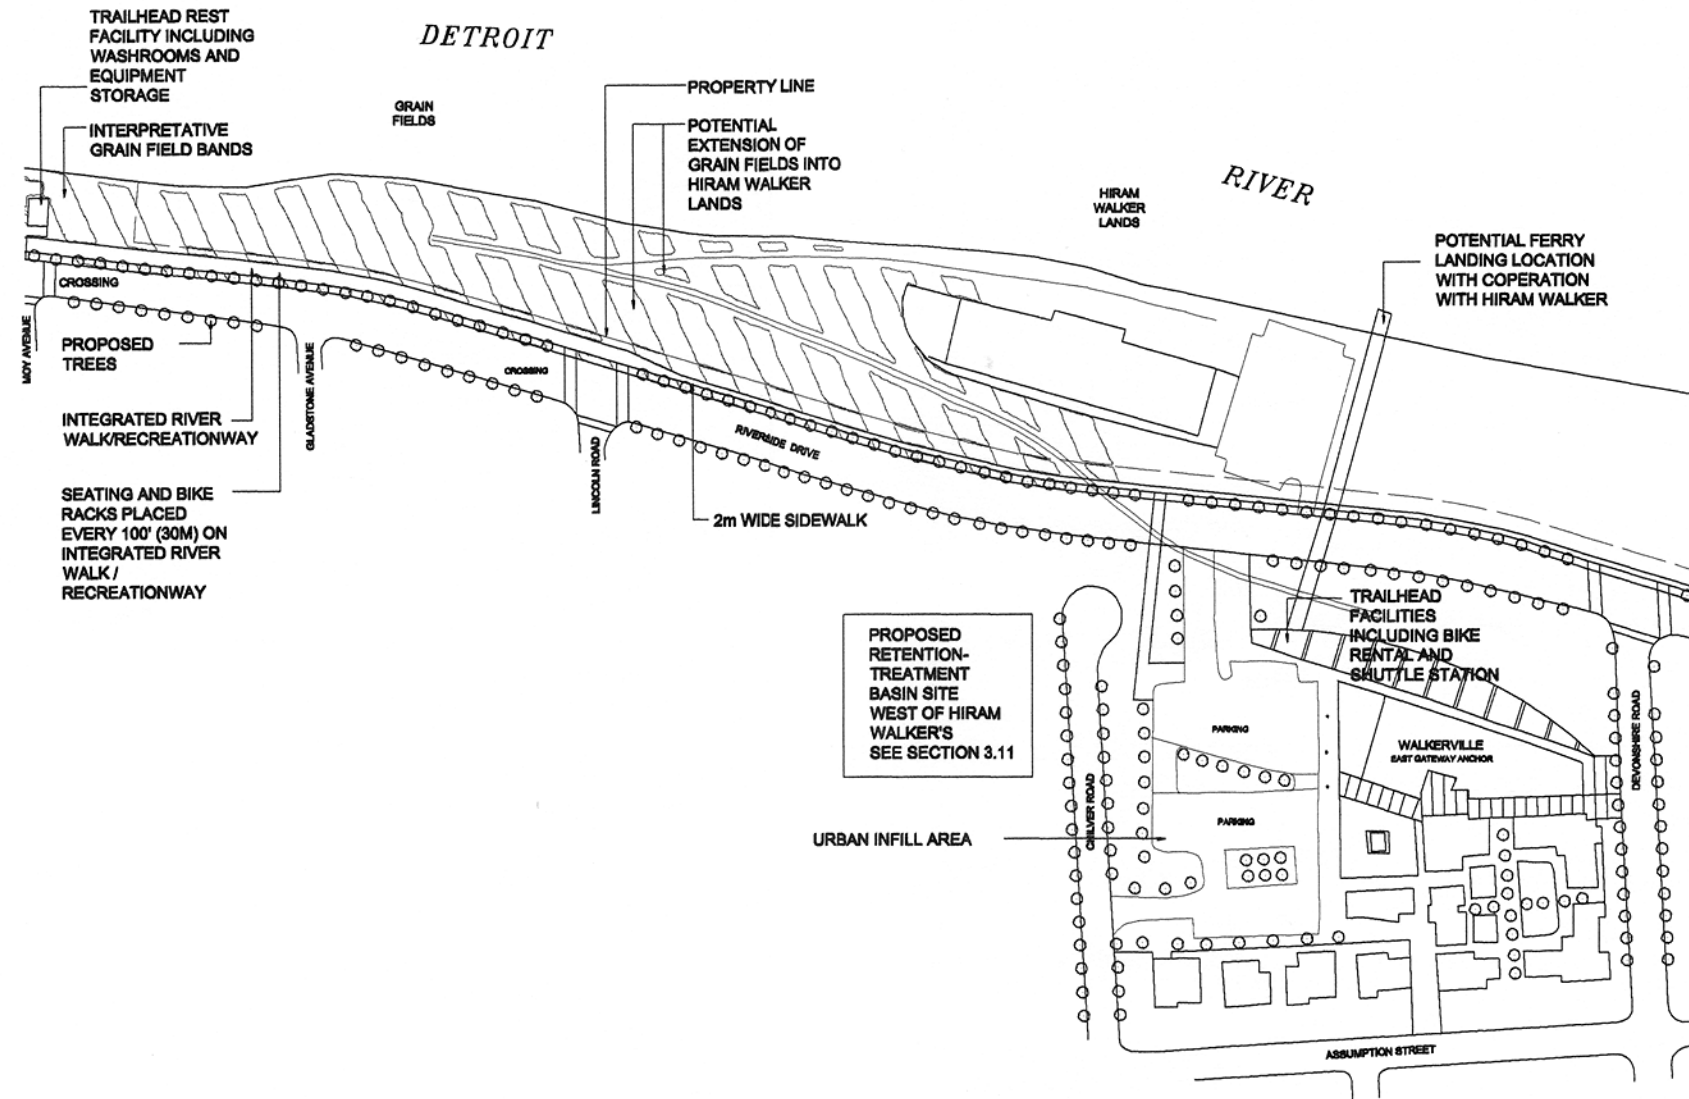 TRAILHEAD REST
FACILITY INCLUDING
WASHROOMS AND
EQUIPMENT
STORAGE
INTERPRETATIVE
GRAIN FIELD BANDS
DETROIT
GRAIN
FIELDS
PROPERTY LINE
POTENTIAL
EXTENSION OF
GRAIN FIELDS INTO
HIRAM WALKER
LANDS
RIVER
HIRAM
WALKER
LANDS
POTENTIAL FERRY
LANDING LOCATION
WITH COPERATION
WITH HIRAM WALKER
CROSSING
MOY AVENUE
PROPOSED
TREES
GLADSTONE AVENUE
CROSSING
LINCOLN ROAD
RIVERSIDE DRIVE
INTEGRATED RIVER
WALK/RECREATIONWAY
SEATING AND BIKE
RACKS PLACED
EVERY 100' (30M) ON
INTEGRATED RIVER
WALK /
RECREATIONWAY
2m WIDE SIDEWALK
PROPOSED
RETENTION-
TREATMENT
BASIN SITE
WEST OF HIRAM
WALKER'S
SEE SECTION 3.11
TRAILHEAD
FACILITIES
INCLUDING BIKE
RENTAL AND
SHUTTLE STATION
PARKING
WALKERVILLE
EAST GATEWAY ANCHOR
DEVONSHIRE ROAD
CHILVER ROAD
PARKING
URBAN INFILL AREA
ASSUMPTION STREET